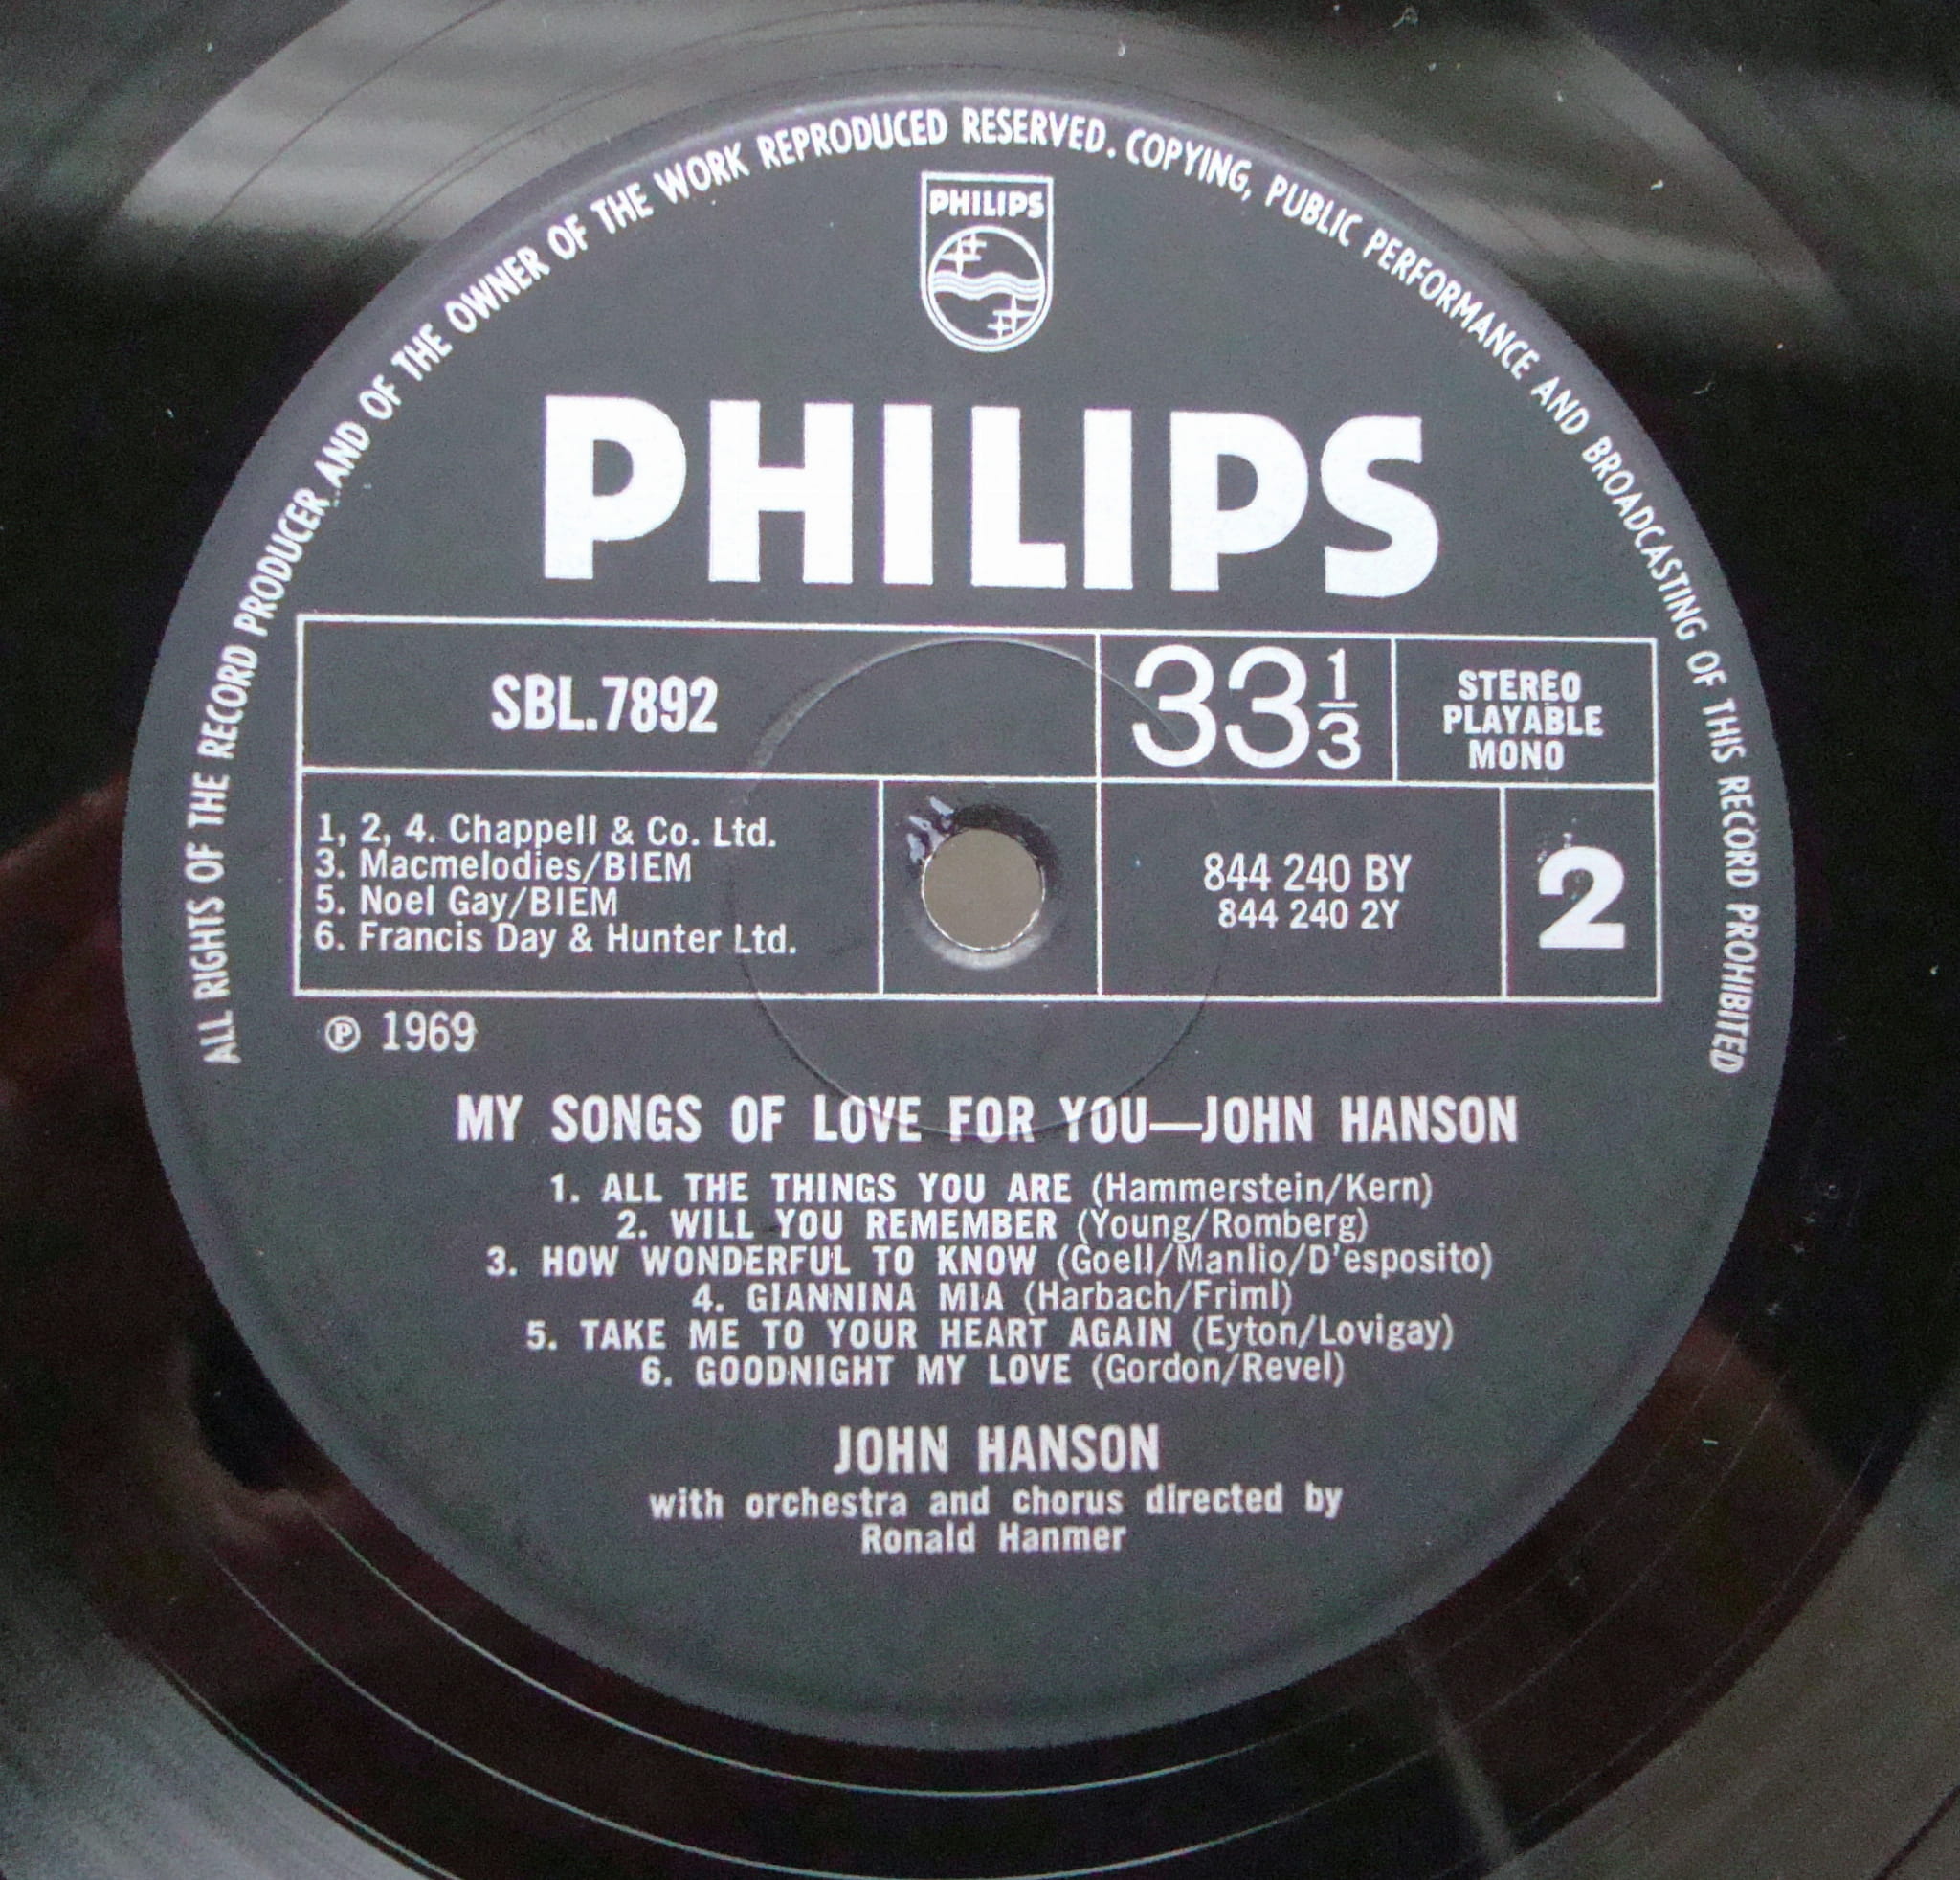 ALL RIGHTS OF THE RECORD PRODUCER AND OF THE OWNER OF THE WORK REPRODUCED RESERVED. COPYING, PUBLIC PERFORMANCE AND BROADCASTING OF THIS RECORD PROHIBITED
PHILIPS
PHILIPS
SBL.7892
33 1/3
STEREO
PLAYABLE
MONO
1, 2, 4. Chappell & Co. Ltd.
3. Macmelodies/BIEM
5. Noel Gay/BIEM
6. Francis Day & Hunter Ltd.
844 240 BY
844 240 2Y
2
℗ 1969
MY SONGS OF LOVE FOR YOU—JOHN HANSON
1. ALL THE THINGS YOU ARE (Hammerstein/Kern)
2. WILL YOU REMEMBER (Young/Romberg)
3. HOW WONDERFUL TO KNOW (Goell/Manlio/D'esposito)
4. GIANNINA MIA (Harbach/Friml)
5. TAKE ME TO YOUR HEART AGAIN (Eyton/Lovigay)
6. GOODNIGHT MY LOVE (Gordon/Revel)
JOHN HANSON
with orchestra and chorus directed by
Ronald Hanmer